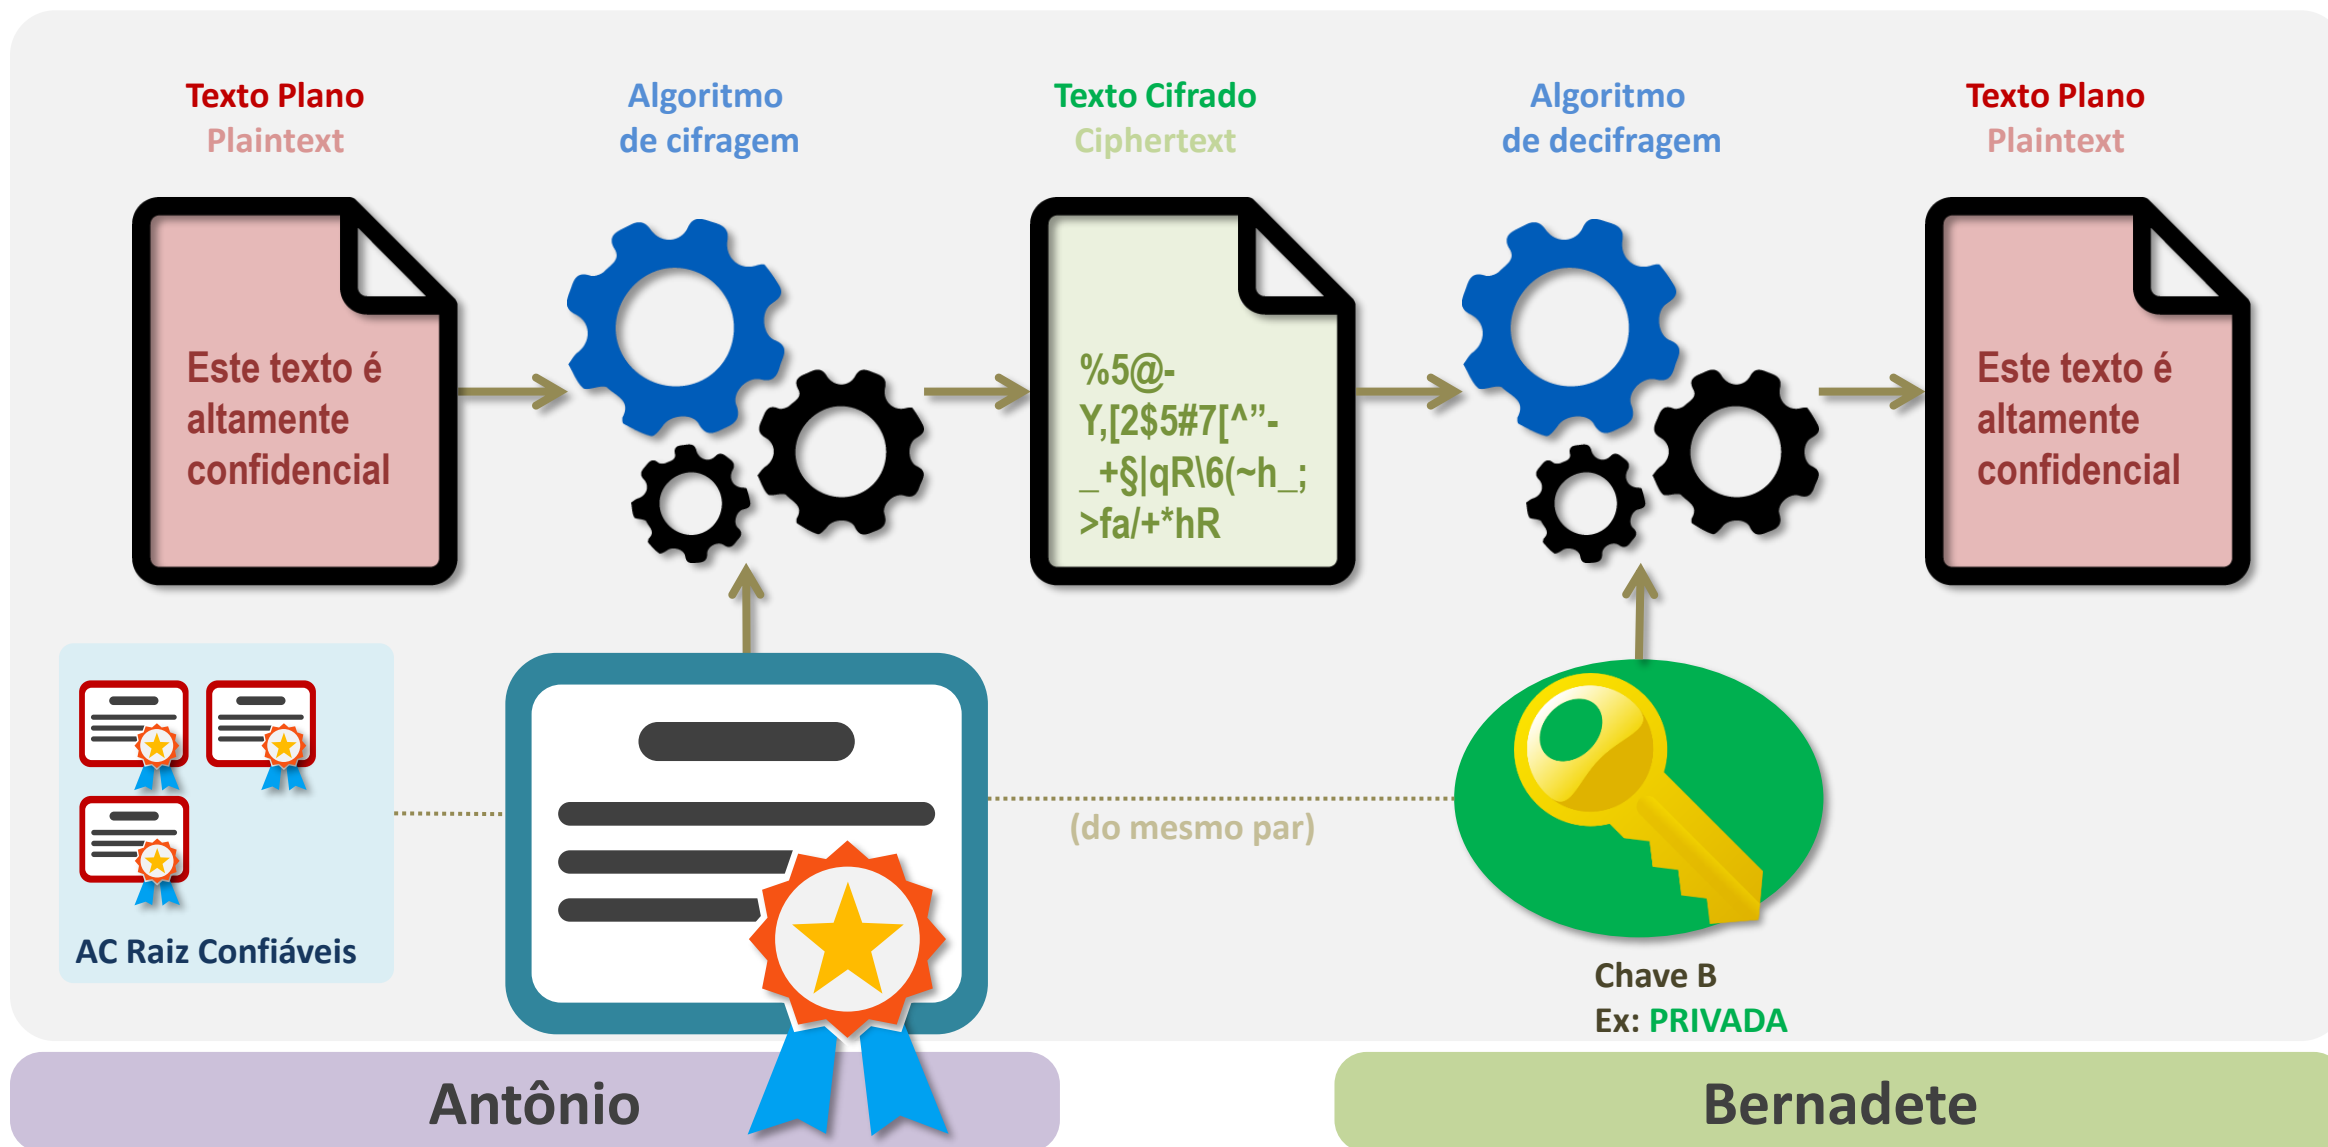 Texto Plano
Plaintext
Algoritmo
de cifragem
Texto Cifrado
Ciphertext
Algoritmo
de decifragem
Texto Plano
Plaintext
Este texto é
altamente
confidencial
%5@-
Y,[2$5#7[^”-
_+§|qR\6(~h_;
>fa/+*hR
Este texto é
altamente
confidencial
AC Raiz Confiáveis
(do mesmo par)
Chave B
Ex: PRIVADA
Antônio
Bernadete